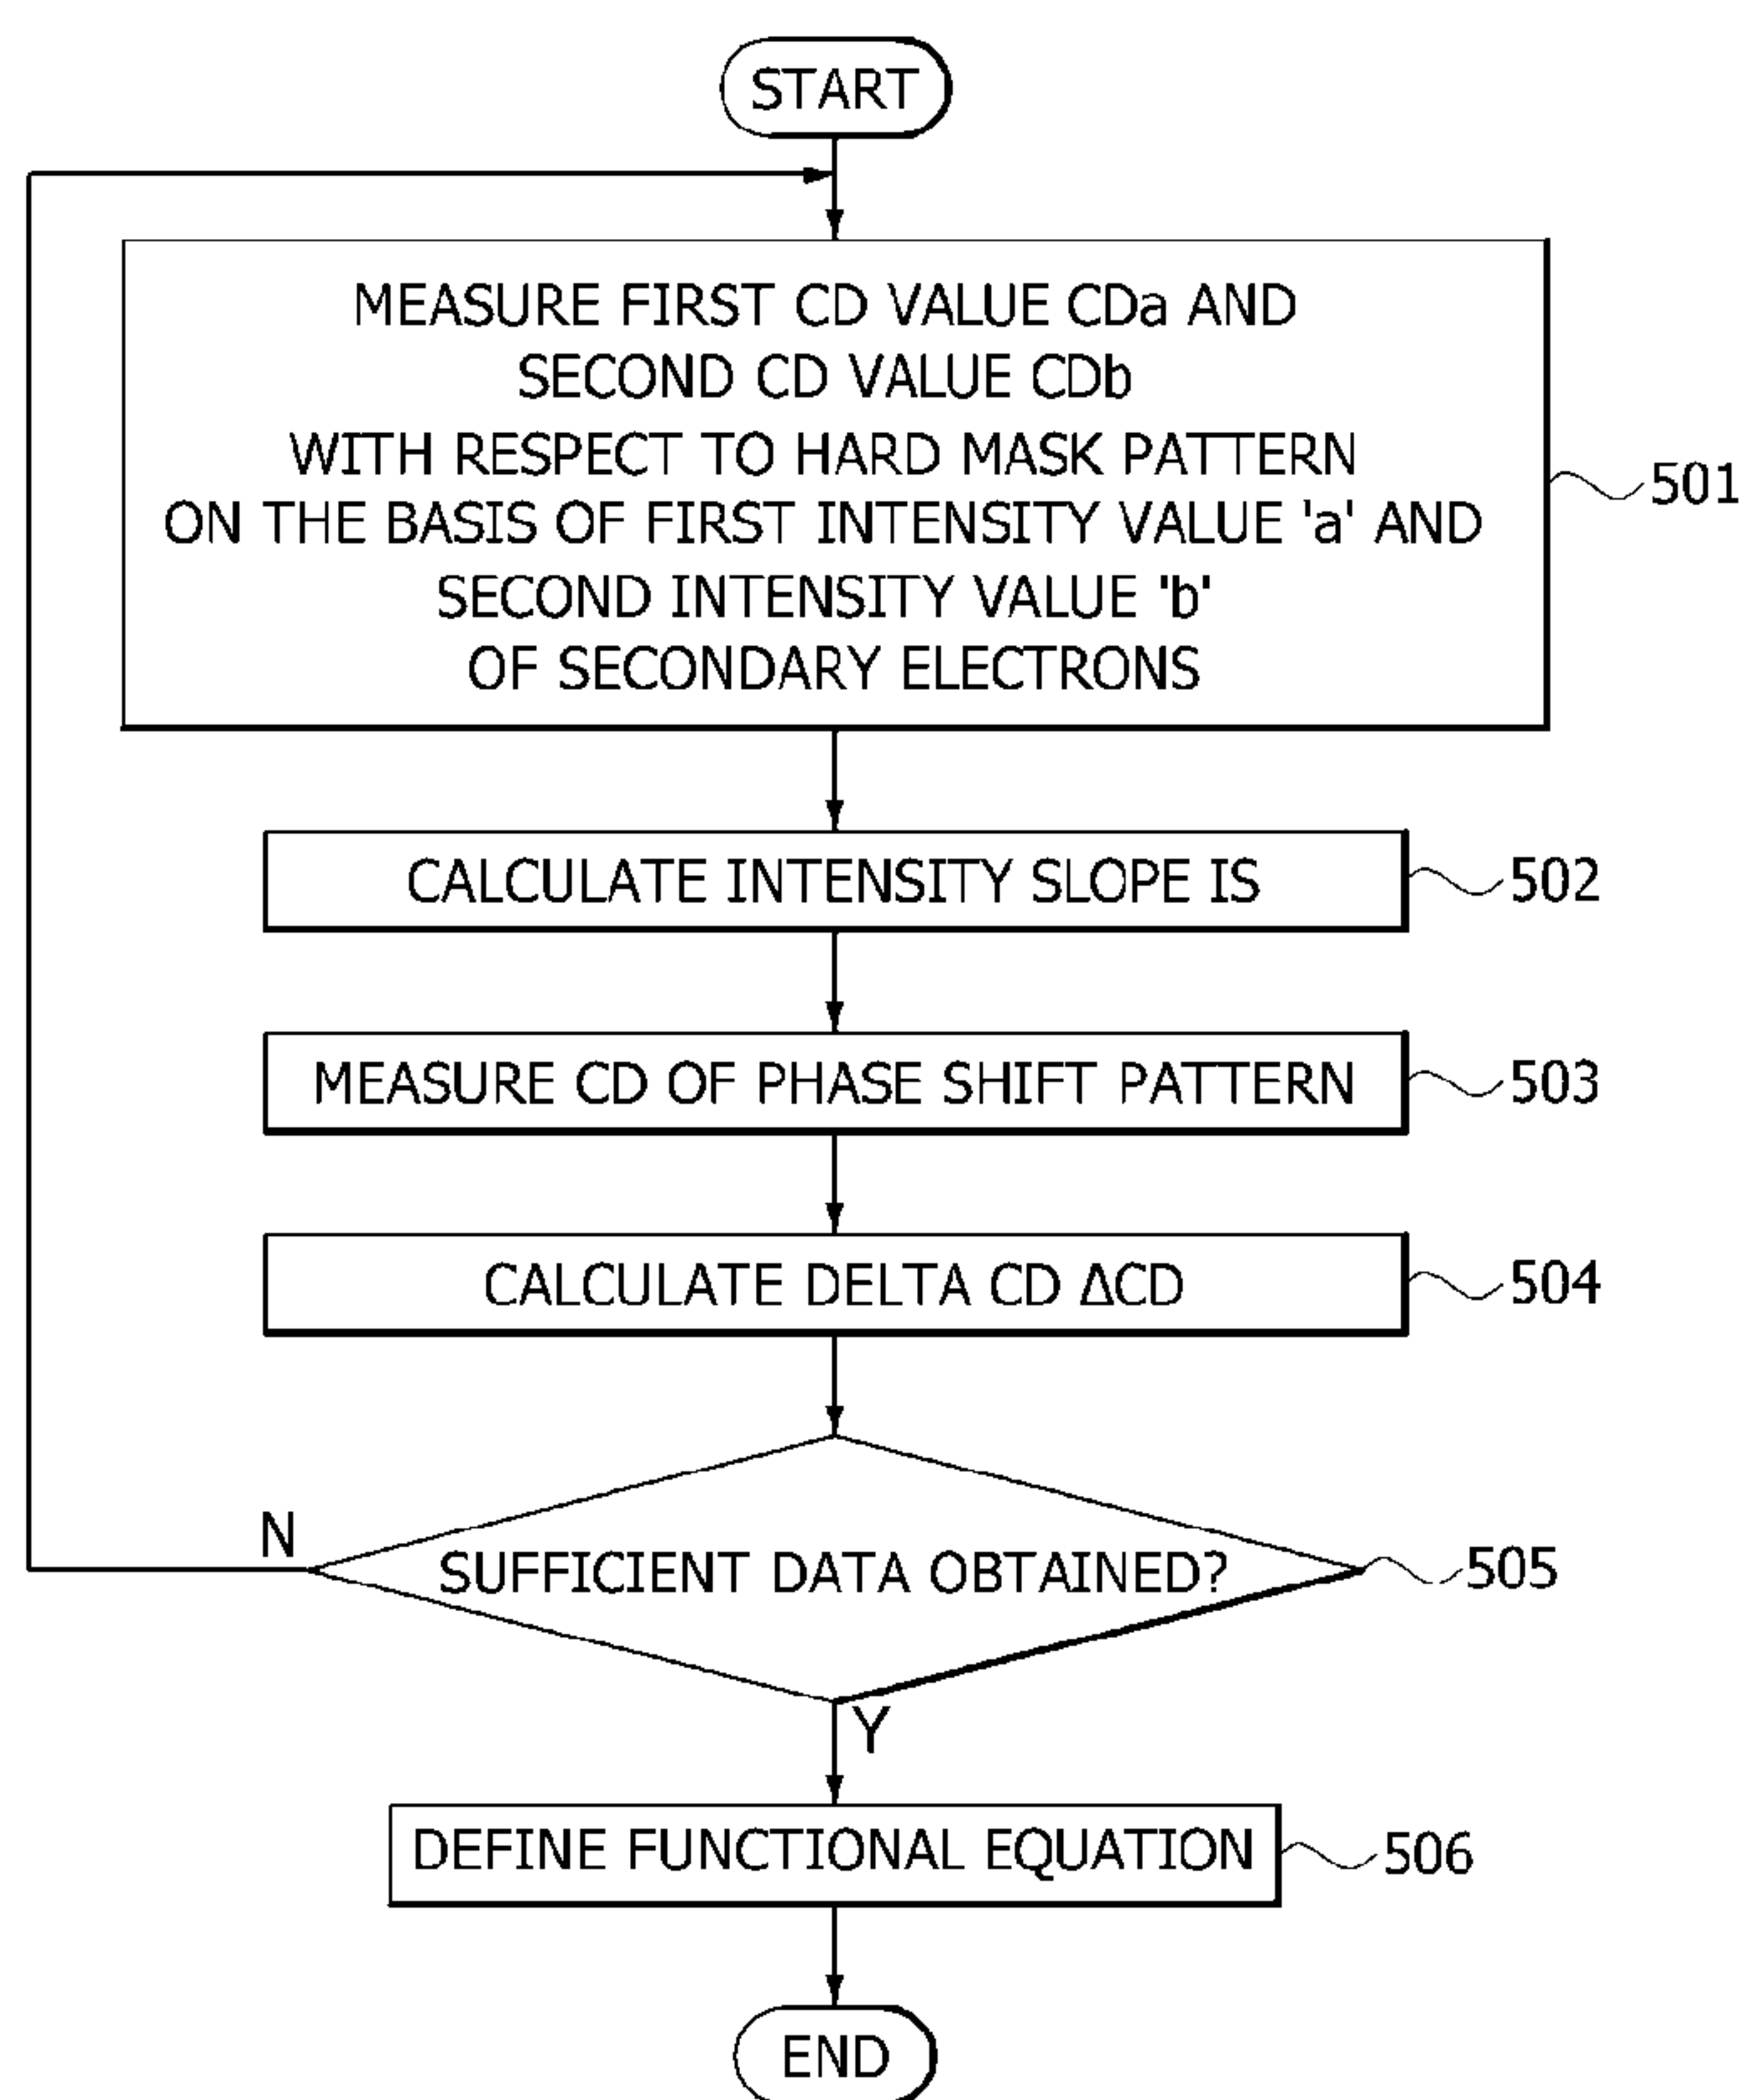 START
MEASURE FIRST CD VALUE CDa AND
SECOND CD VALUE CDb
WITH RESPECT TO HARD MASK PATTERN
ON THE BASIS OF FIRST INTENSITY VALUE 'a' AND
SECOND INTENSITY VALUE 'b'
OF SECONDARY ELECTRONS
501
CALCULATE INTENSITY SLOPE IS
502
MEASURE CD OF PHASE SHIFT PATTERN
503
CALCULATE DELTA CD ΔCD
504
N
SUFFICIENT DATA OBTAINED?
505
Y
DEFINE FUNCTIONAL EQUATION
506
END